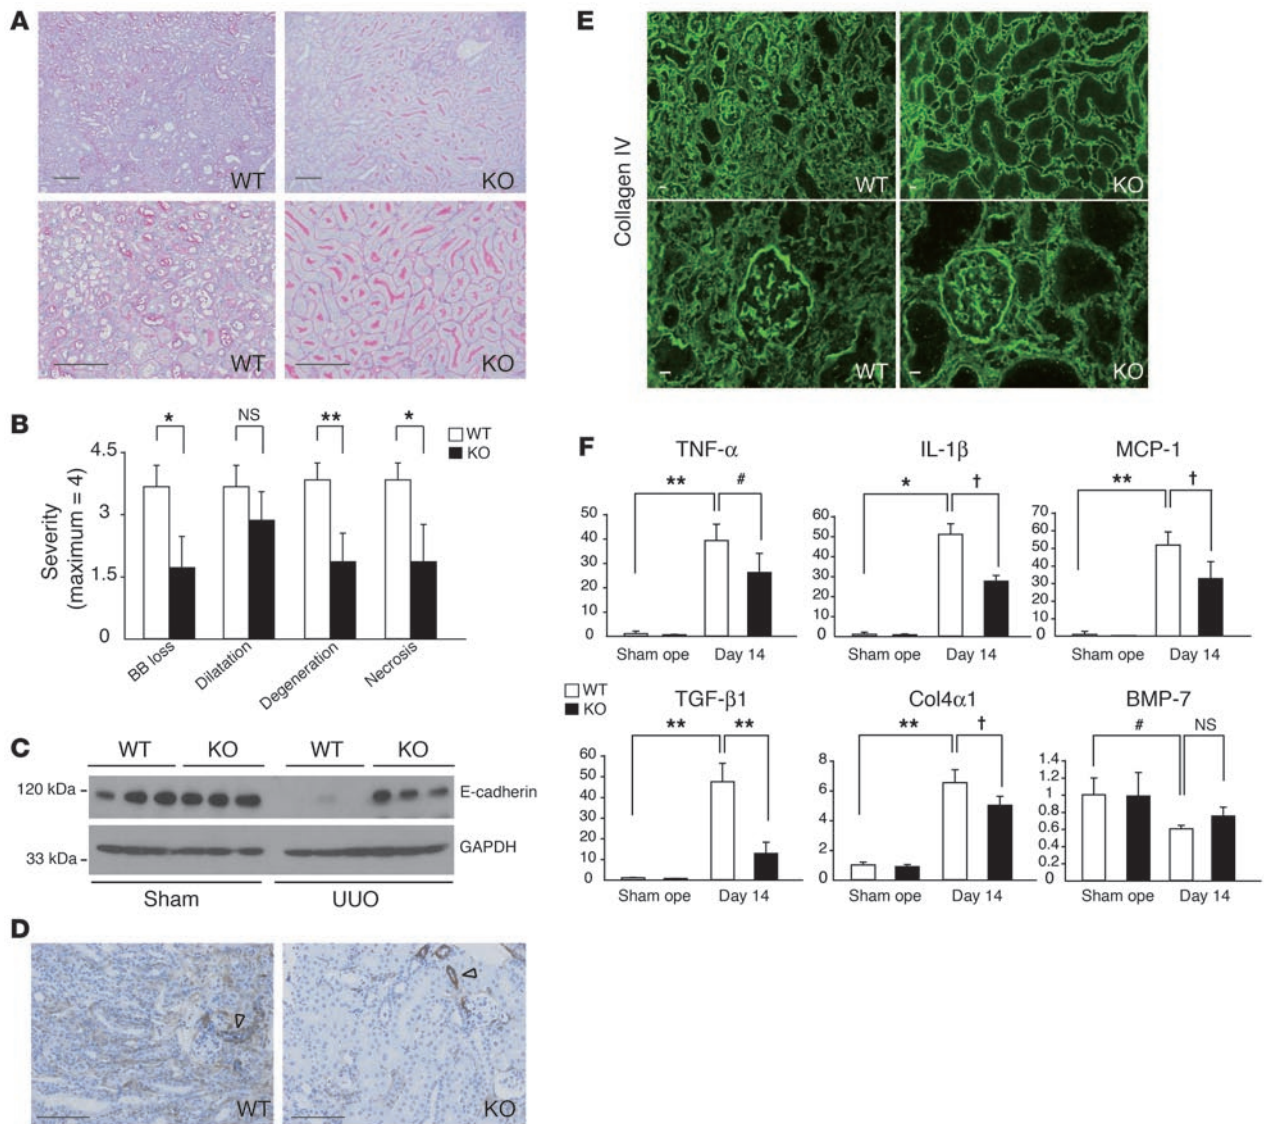 A
WT
KO
WT
KO
B
* NS ** *
WT
KO
4.5
3
1.5
0
Severity
(maximum = 4)
BB loss
Dilatation
Degeneration
Necrosis
C
WT KO WT KO
120 kDa
E-cadherin
33 kDa
GAPDH
Sham UUO
D
WT
KO
E
Collagen IV
WT
KO
WT
KO
F
TNF-α
** #
50
40
30
20
10
0
Sham ope Day 14
IL-1β
* †
60
50
40
30
20
10
0
Sham ope Day 14
MCP-1
** †
70
60
50
40
30
20
10
0
Sham ope Day 14
WT
KO
TGF-β1
** **
60
50
40
30
20
10
0
Sham ope Day 14
Col4α1
** †
8
6
4
2
0
Sham ope Day 14
BMP-7
# NS
1.4
1.2
1
0.8
0.6
0.4
0.2
0
Sham ope Day 14